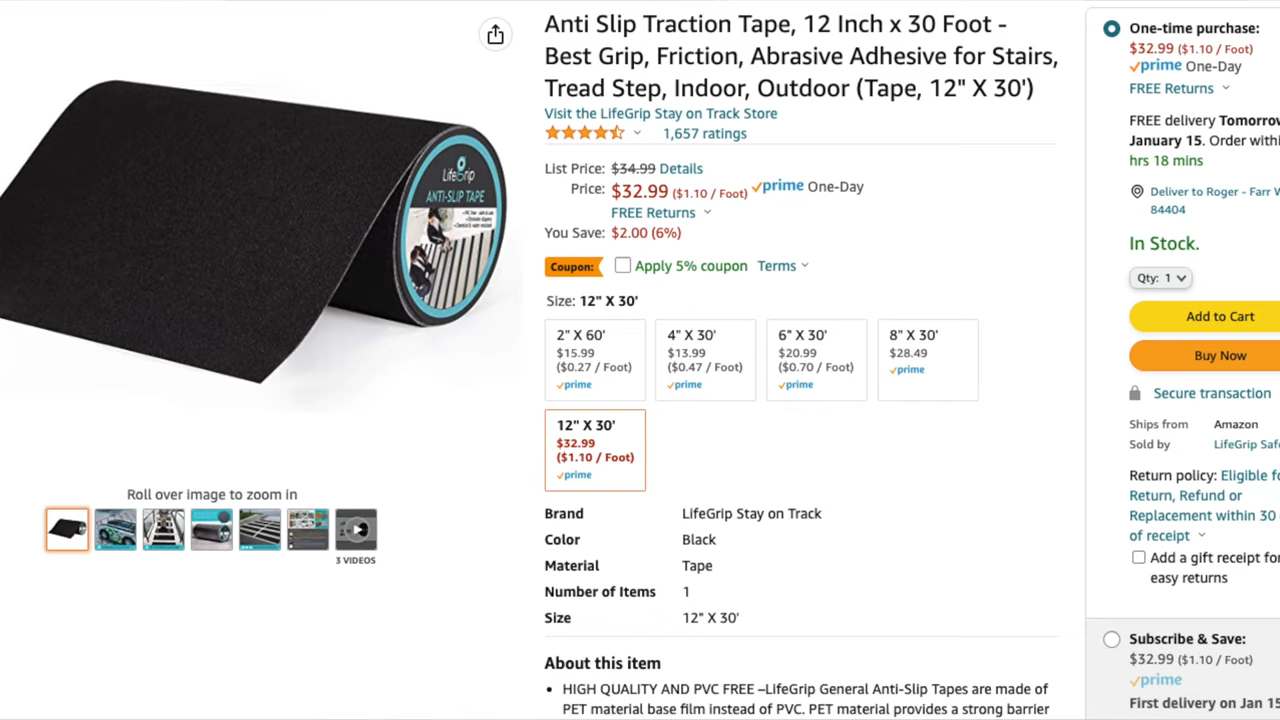 Anti Slip Traction Tape, 12 Inch x 30 Foot -
Best Grip, Friction, Abrasive Adhesive for Stairs,
Tread Step, Indoor, Outdoor (Tape, 12" X 30')
Visit the LifeGrip Stay on Track Store
1,657 ratings
List Price: $34.99 Details
Price: $32.99 ($1.10 / Foot) prime One-Day
FREE Returns
You Save: $2.00 (6%)
Coupon: Apply 5% coupon Terms
Size: 12" X 30'
2" X 60'
$15.99
($0.27 / Foot)
prime
4" X 30'
$13.99
($0.47 / Foot)
prime
6" X 30'
$20.99
($0.70 / Foot)
prime
8" X 30'
$28.49
prime
12" X 30'
$32.99
($1.10 / Foot)
prime
Brand LifeGrip Stay on Track
Color Black
Material Tape
Number of Items 1
Size 12" X 30'
About this item
• HIGH QUALITY AND PVC FREE –LifeGrip General Anti-Slip Tapes are made of
PET material base film instead of PVC. PET material provides a strong barrier
LifeGrip
ANTI-SLIP TAPE
Roll over image to zoom in
3 VIDEOS
One-time purchase:
$32.99 ($1.10 / Foot)
prime One-Day
FREE Returns
FREE delivery Tomorrow
January 15. Order with
hrs 18 mins
Deliver to Roger - Farr W
84404
In Stock.
Qty: 1
Add to Cart
Buy Now
Secure transaction
Ships from Amazon
Sold by LifeGrip Saf
Return policy: Eligible fo
Return, Refund or
Replacement within 30
of receipt
Add a gift receipt for
easy returns
Subscribe & Save:
$32.99 ($1.10 / Foot)
prime
First delivery on Jan 15